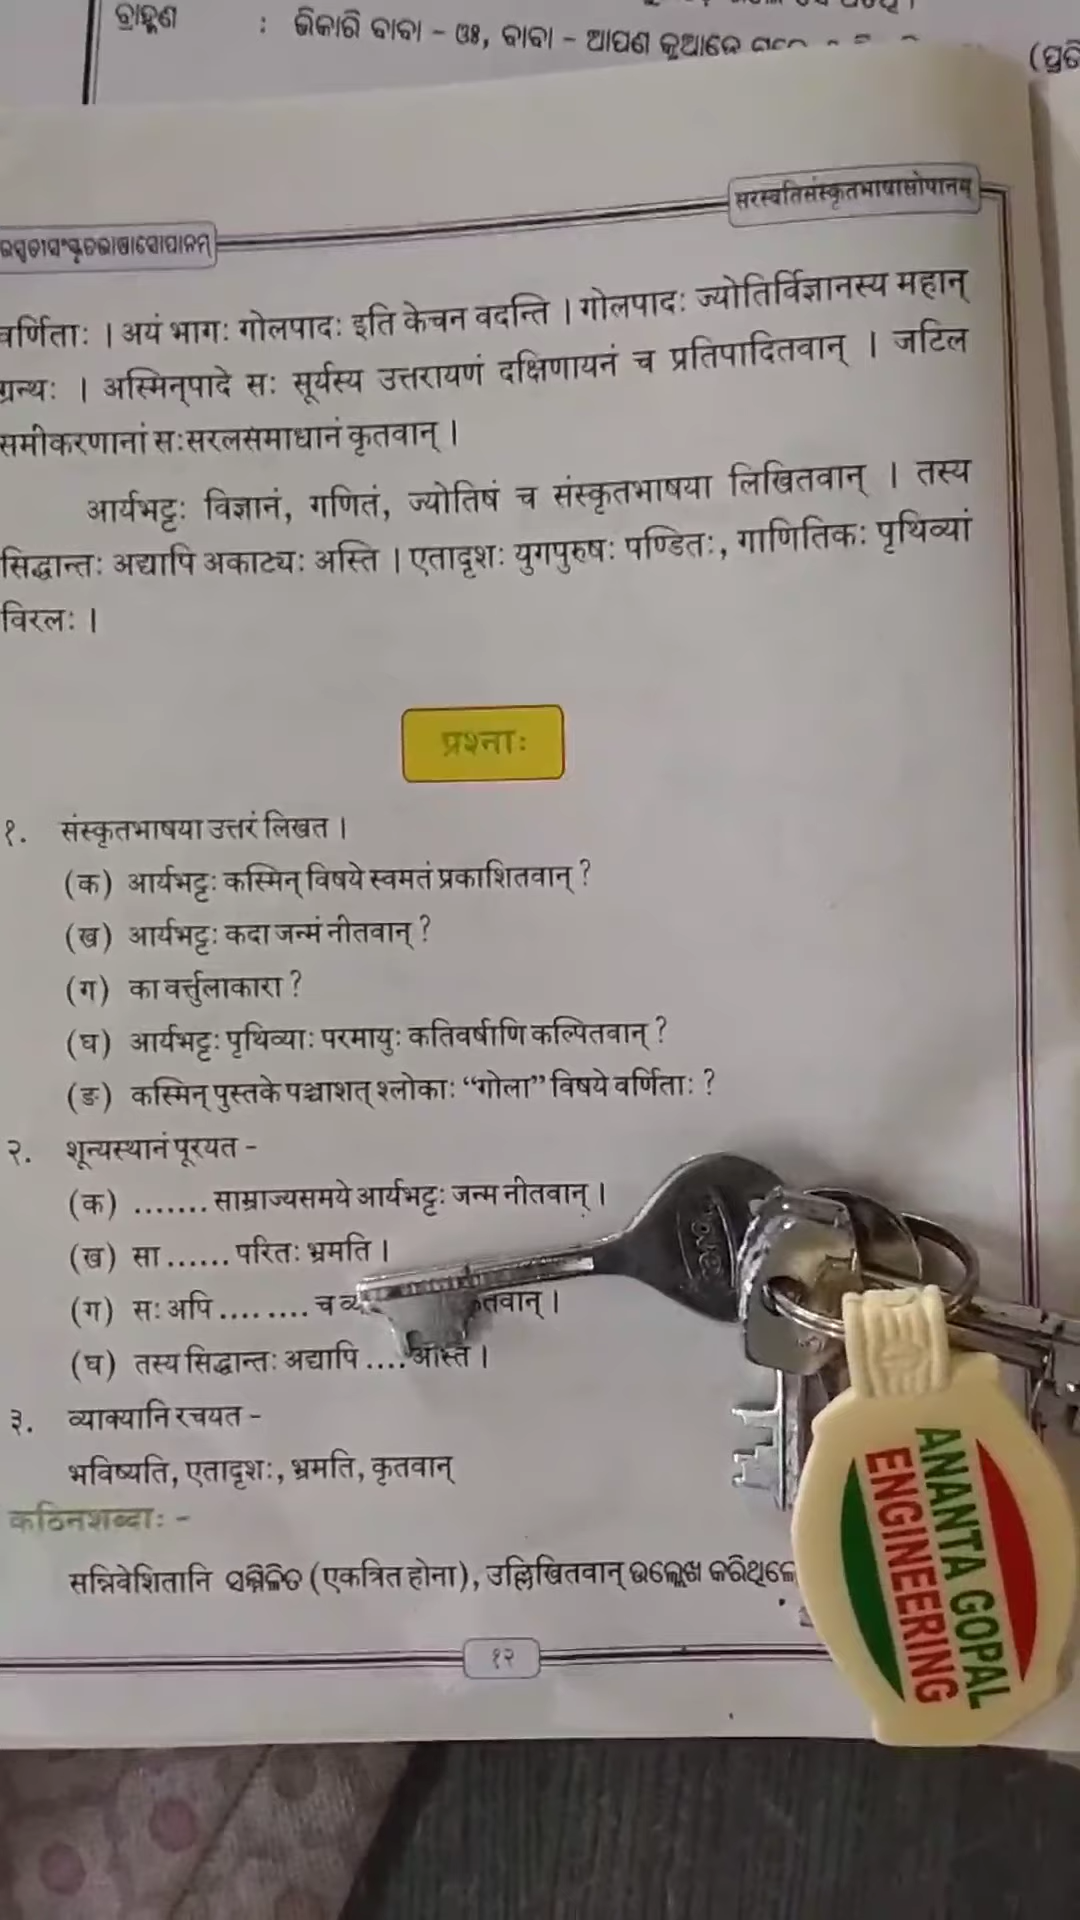 ବ୍ରାହ୍ମଣ : ଭିକାରି ବାବା - ଓଃ, ବାବା - ଆପଣ କୁଆଡେ
(ପ୍ରତି
सरस्वतिसंस्कृतभाषासोपानम्
वर्णिताः । अयं भागः गोलपादः इति केचन वदन्ति । गोलपादः ज्योतिर्विज्ञानस्य महान्
ग्रन्थः । अस्मिन्पादे सः सूर्यस्य उत्तरायणं दक्षिणायनं च प्रतिपादितवान् । जटिल
समीकरणानां सःसरलसमाधानं कृतवान् ।
आर्यभट्टः विज्ञानं, गणितं, ज्योतिषं च संस्कृतभाषया लिखितवान् । तस्य
सिद्धान्तः अद्यापि अकाट्यः अस्ति । एतादृशः युगपुरुषः पण्डितः, गाणितिकः पृथिव्यां
विरलः ।
प्रश्नाः
१. संस्कृतभाषया उत्तरं लिखत ।
(क) आर्यभट्टः कस्मिन् विषये स्वमतं प्रकाशितवान् ?
(ख) आर्यभट्टः कदा जन्मं नीतवान् ?
(ग) का वर्त्तुलाकारा ?
(घ) आर्यभट्टः पृथिव्याः परमायुः कतिवर्षाणि कल्पितवान् ?
(ङ) कस्मिन् पुस्तके पञ्चाशत् श्लोकाः “गोला” विषये वर्णिताः ?
२. शून्यस्थानं पूरयत -
(क) ....... साम्राज्यसमये आर्यभट्टः जन्म नीतवान् ।
(ख) सा ...... परितः भ्रमति ।
(ग) सः अपि ........ च तवान् ।
(घ) तस्य सिद्धान्तः अद्यापि .... अस्ति ।
३. व्याक्यानि रचयत -
भविष्यति, एतादृशः, भ्रमति, कृतवान्
कठिनशब्दाः -
सन्निवेशितानि ସନ୍ନିହିତ (एकत्रित होना), उल्लिखितवान् ଉଲ୍ଲେଖ କରିଥିଲେ
१२
ANANTA GOPAL
ENGINEERING